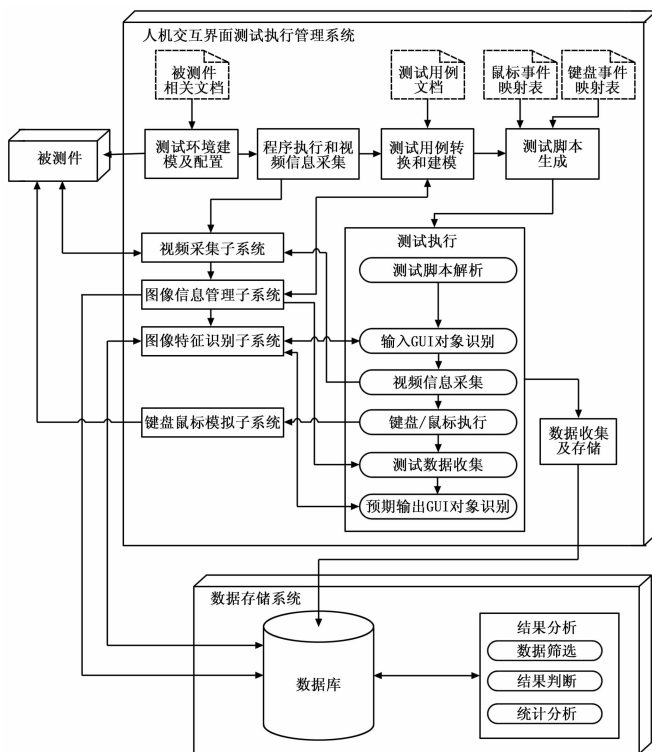 人机交互界面测试执行管理系统
被测件
相关文档
测试用例
文档
鼠标事件
映射表
键盘事件
映射表
被测件
测试环境建
模及配置
程序执行和视
频信息采集
测试用例转
换和建模
测试脚本
生成
视频采集子系统
图像信息管理子系统
图像特征识别子系统
键盘鼠标模拟子系统
测试执行
测试脚本解析
输入GUI对象识别
视频信息采集
键盘/鼠标执行
测试数据收集
预期输出GUI对象识别
数据收集
及存储
数据存储系统
数据库
结果分析
数据筛选
结果判断
统计分析